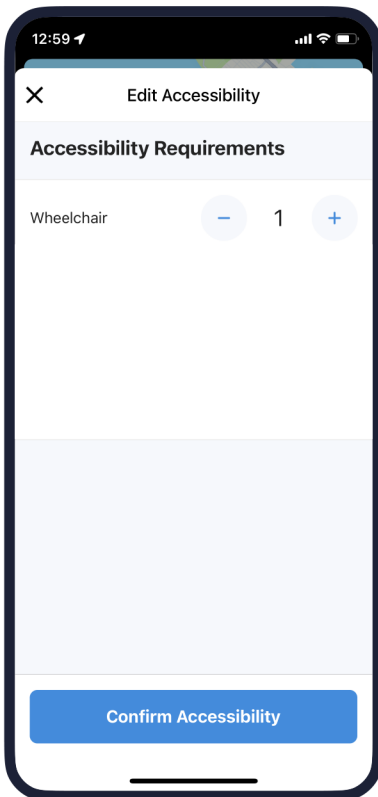 12:59
Edit Accessibility
Accessibility Requirements
Wheelchair − 1 +
Confirm Accessibility